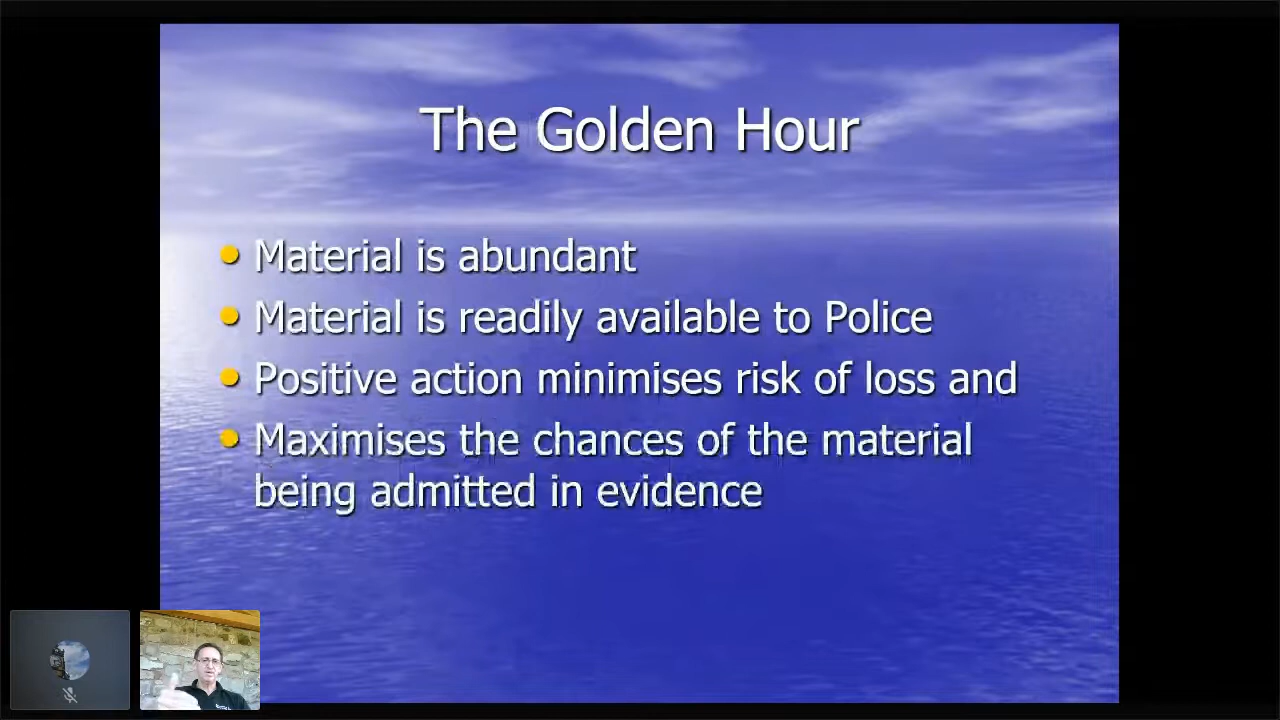 The Golden Hour
Material is abundant
Material is readily available to Police
Positive action minimises risk of loss and
Maximises the chances of the material
being admitted in evidence